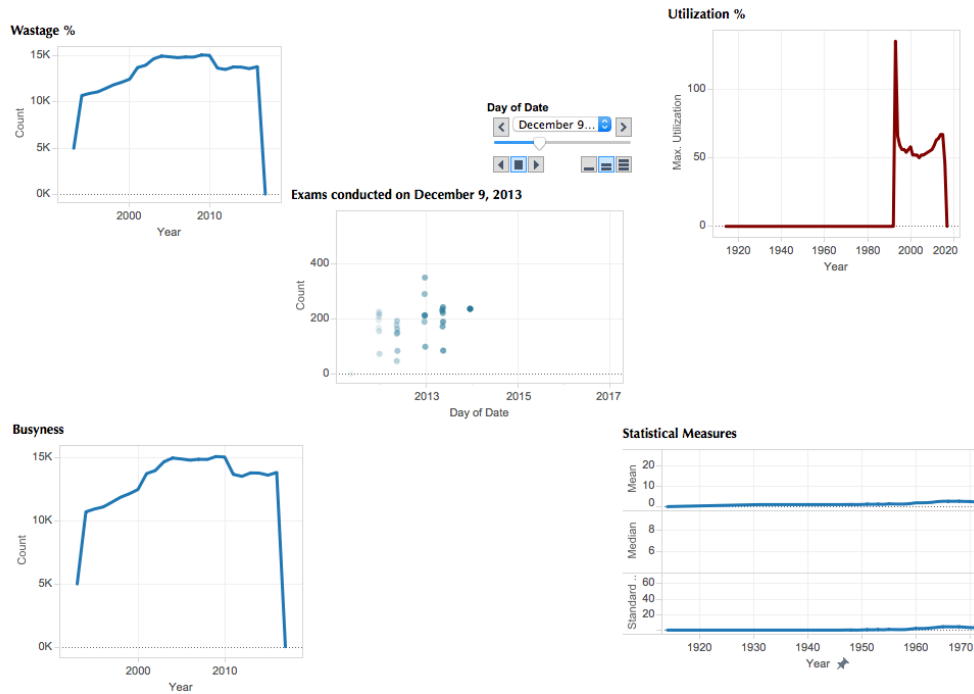 Wastage %
15K
10K
5K
0K
Count
2000 2010
Year
Utilization %
100
50
0
Max. Utilization
1920 1940 1960 1980 2000 2020
Year
Day of Date
December 9...
Exams conducted on December 9, 2013
400
200
0
Count
2013 2015 2017
Day of Date
Busyness
15K
10K
5K
0K
Count
2000 2010
Year
Statistical Measures
20
10
0
Mean
8
6
Median
60
40
20
Standard ..
1920 1930 1940 1950 1960 1970
Year